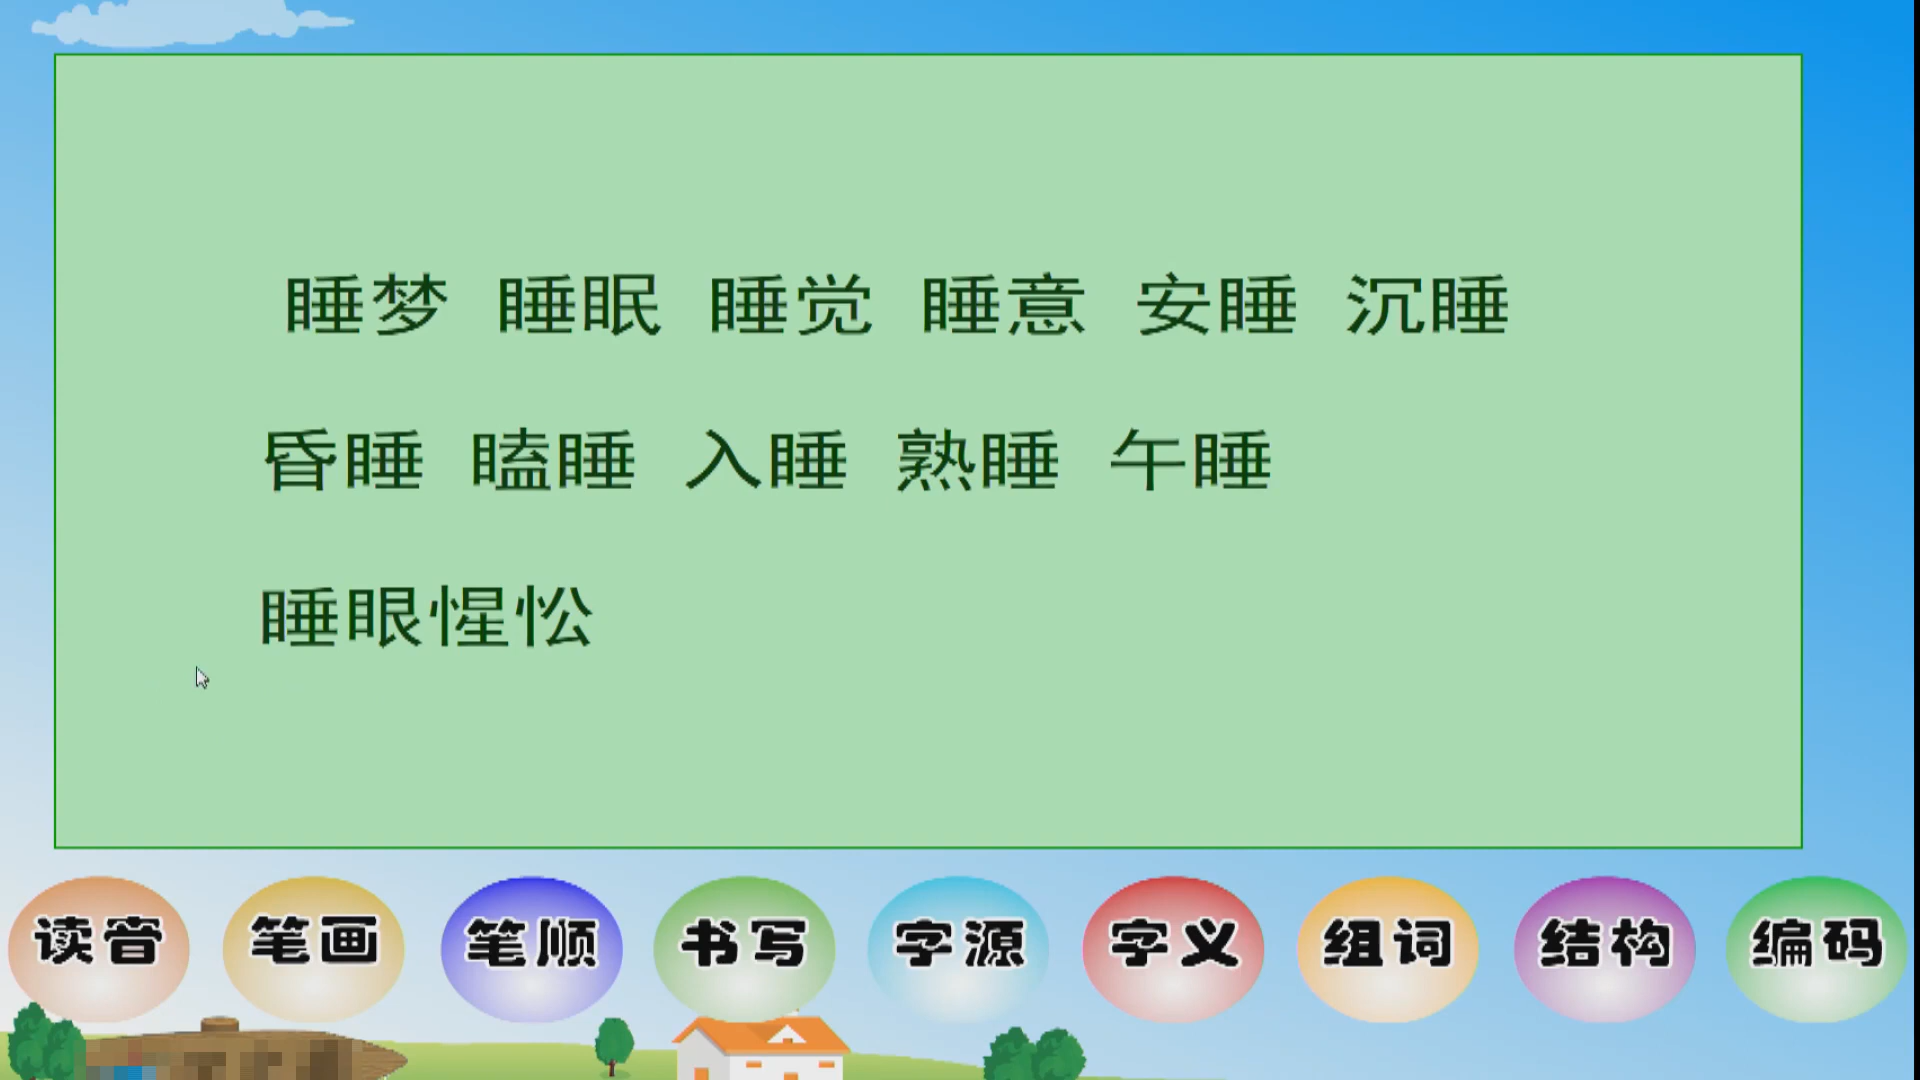 睡梦 睡眠 睡觉 睡意 安睡 沉睡
昏睡 瞌睡 入睡 熟睡 午睡
睡眼惺忪
读音 笔画 笔顺 书写 字源 字义 组词 结构 编码